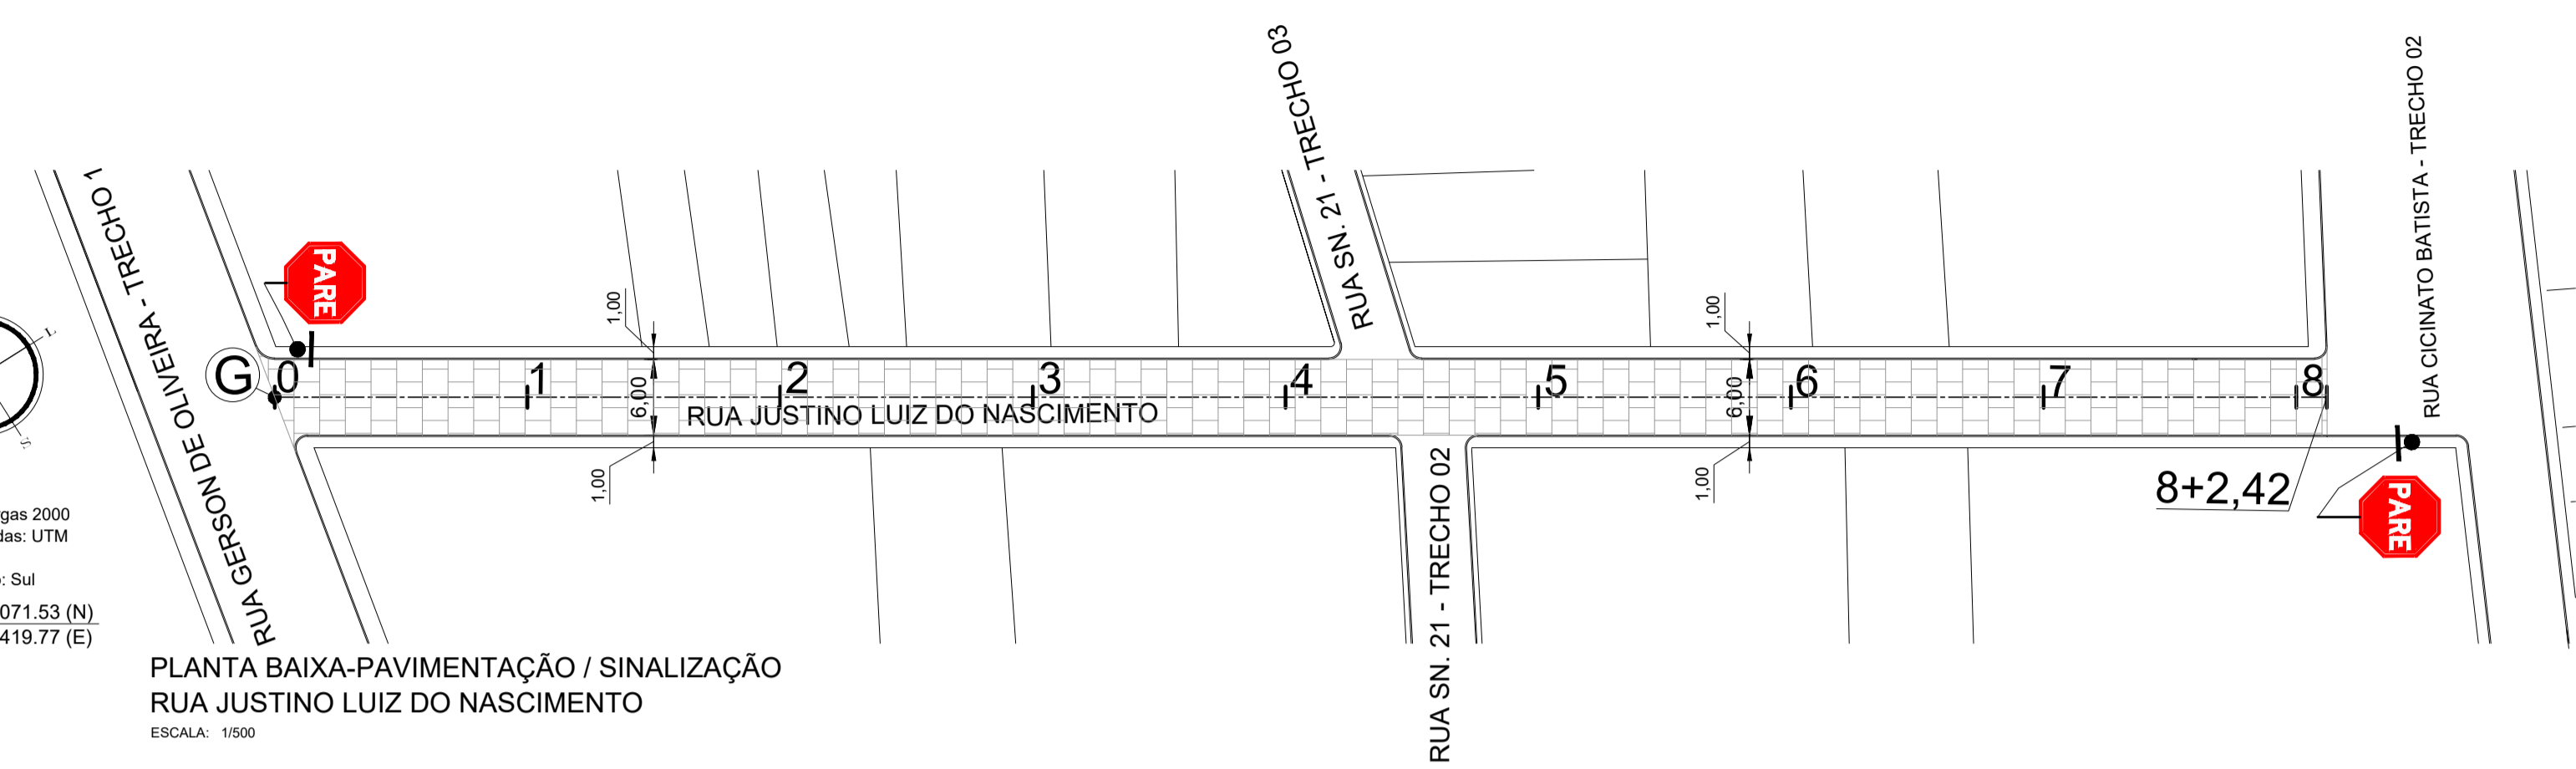 RUA GERSON DE OLIVEIRA - TRECHO 1
PARE
G
0
1
2
3
4
5
6
7
8
1,00
6,00
1,00
RUA JUSTINO LUIZ DO NASCIMENTO
RUA SN. 21 - TRECHO 03
RUA SN. 21 - TRECHO 02
1,00
6,00
1,00
8+2,42
PARE
RUA CICINATO BATISTA - TRECHO 02
L
S
rgas 2000
das: UTM
o: Sul
071.53 (N)
419.77 (E)
PLANTA BAIXA-PAVIMENTAÇÃO / SINALIZAÇÃO
RUA JUSTINO LUIZ DO NASCIMENTO
ESCALA: 1/500